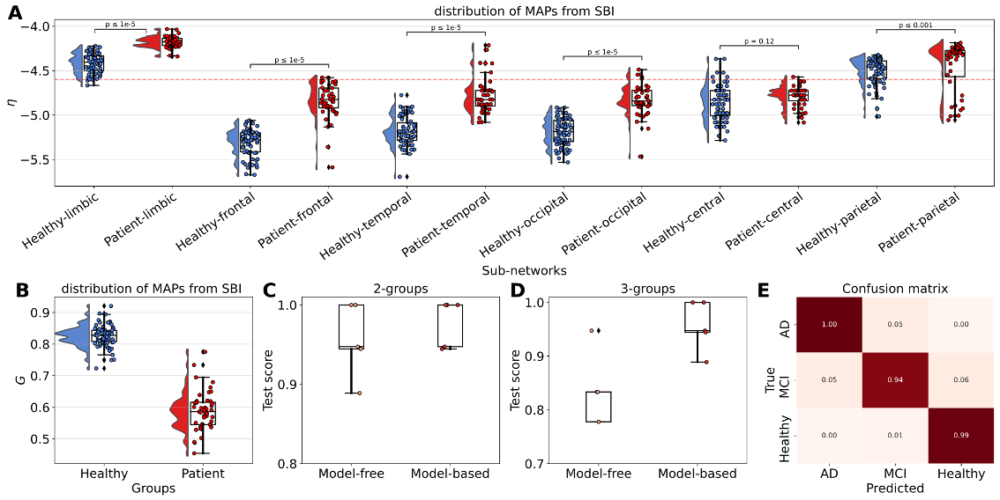 A
distribution of MAPs from SBI
η
−4.0
−4.5
−5.0
−5.5
p ≤ 1e-5
p ≤ 1e-5
p ≤ 1e-5
p ≤ 1e-5
p = 0.12
p ≤ 0.001
Healthy-limbic
Patient-limbic
Healthy-frontal
Patient-frontal
Healthy-temporal
Patient-temporal
Healthy-occipital
Patient-occipital
Healthy-central
Patient-central
Healthy-parietal
Patient-parietal
Sub-networks
B
distribution of MAPs from SBI
G
0.9
0.8
0.7
0.6
0.5
Healthy
Patient
Groups
C
2-groups
Test score
1.0
0.9
0.8
Model-free
Model-based
D
3-groups
Test score
1.0
0.9
0.8
0.7
Model-free
Model-based
E
Confusion matrix
True
AD
1.00
0.05
0.00
MCI
0.05
0.94
0.06
Healthy
0.00
0.01
0.99
AD
MCI
Healthy
Predicted